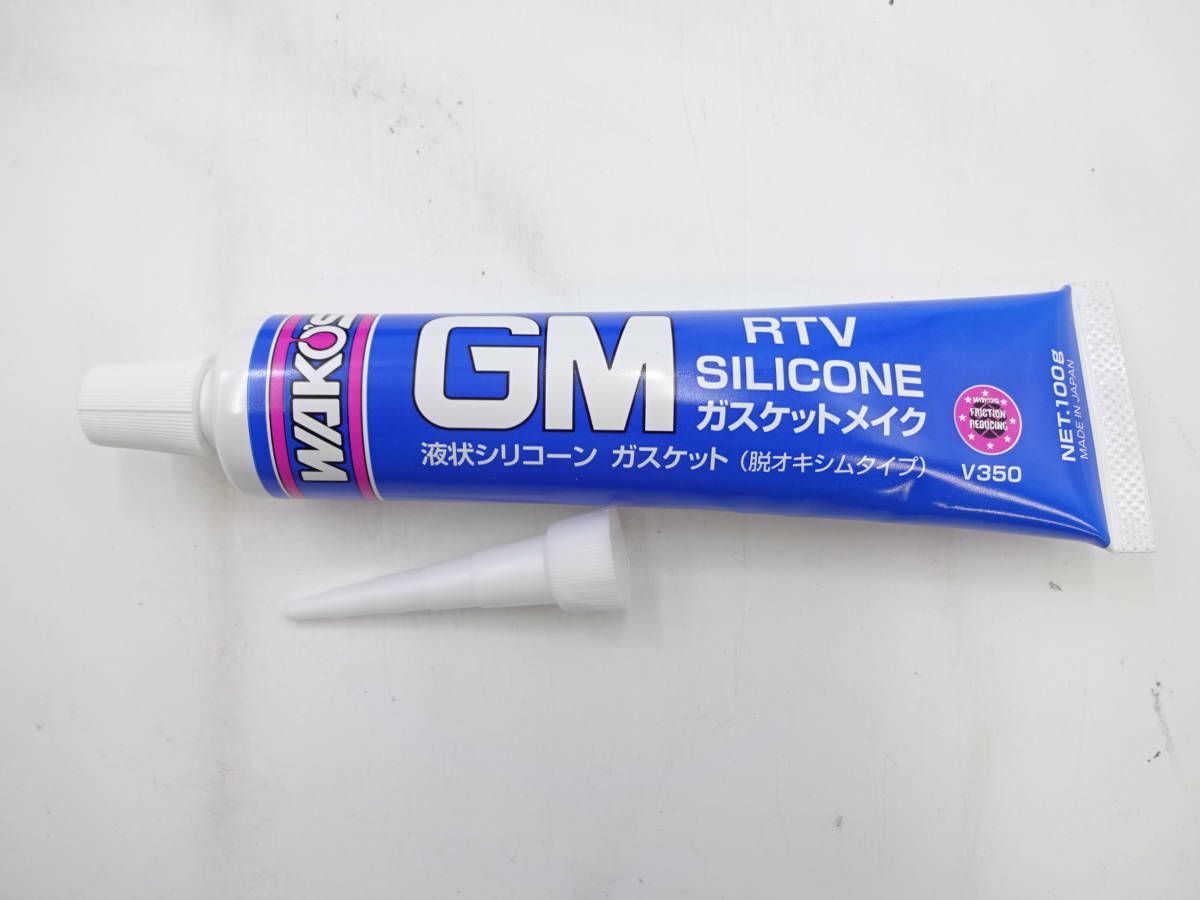 WAKO'S
GM
RTV
SILICONE
ガスケットメイク
液状シリコーン ガスケット（脱オキシムタイプ）
WAKO'S
FRICTION
REDUCING
V350
NET:100g
MADE IN JAPAN